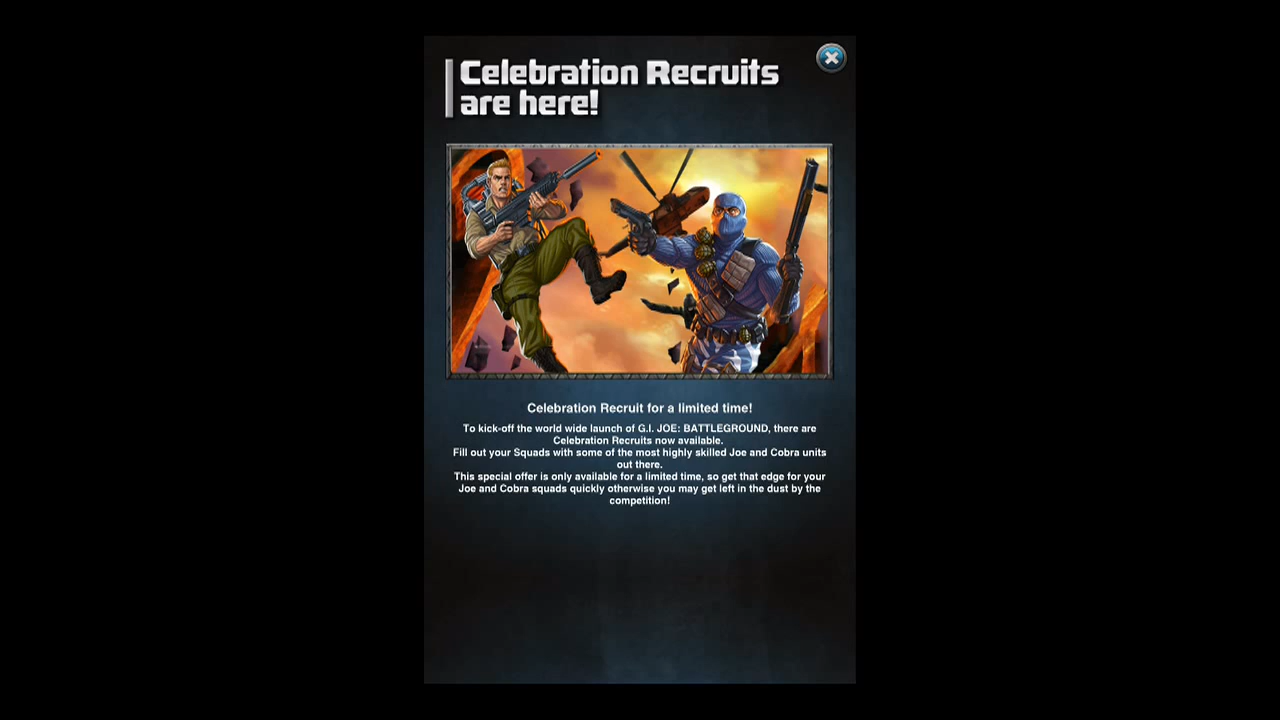 Celebration Recruits
are here!
Celebration Recruit for a limited time!
To kick-off the world wide launch of G.I. JOE: BATTLEGROUND, there are
Celebration Recruits now available.
Fill out your Squads with some of the most highly skilled Joe and Cobra units
out there.
This special offer is only available for a limited time, so get that edge for your
Joe and Cobra squads quickly otherwise you may get left in the dust by the
competition!